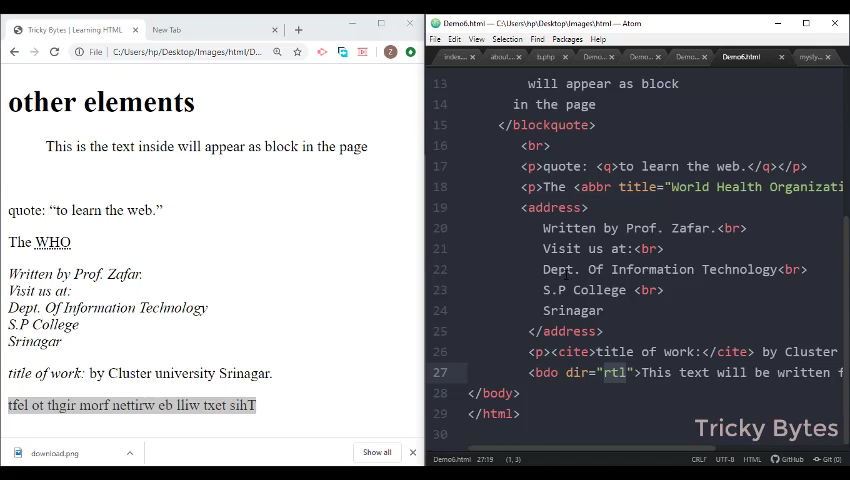 Tricky Bytes | Learning HTML
New Tab
File
C:/Users/hp/Desktop/Images/html/D...
Z
other elements
This is the text inside will appear as block in the page
quote: “to learn the web.”
The WHO
Written by Prof. Zafar.
Visit us at:
Dept. Of Information Technology
S.P College
Srinagar
title of work: by Cluster university Srinagar.
tfel ot thgir morf nettirw eb lliw txet sihT
download.png
Show all
Demo6.html — C:\Users\hp\Desktop\Images\html — Atom
File Edit View Selection Find Packages Help
index... about... b.php Demo... Demo... Demo... Demo6.html mysly...
13 will appear as block
14 in the page
15 </blockquote>
16 <br>
17 <p>quote: <q>to learn the web.</q></p>
18 <p>The <abbr title="World Health Organizati
19 <address>
20 Written by Prof. Zafar.<br>
21 Visit us at:<br>
22 Dept. Of Information Technology<br>
23 S.P College <br>
24 Srinagar
25 </address>
26 <p><cite>title of work:</cite> by Cluster
27 <bdo dir="rtl">This text will be written f
28 </body>
29 </html>
30
Tricky Bytes
Demo6.html 27:19 (1, 3) CRLF UTF-8 HTML GitHub Git (0)